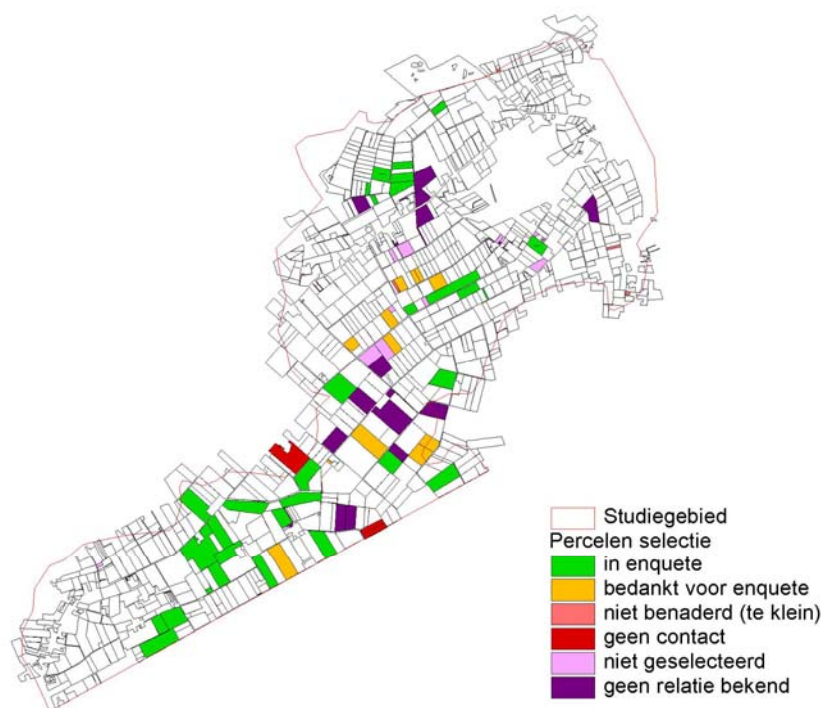 Studiegebied
Percelen selectie
in enquete
bedankt voor enquete
niet benaderd (te klein)
geen contact
niet geselecteerd
geen relatie bekend